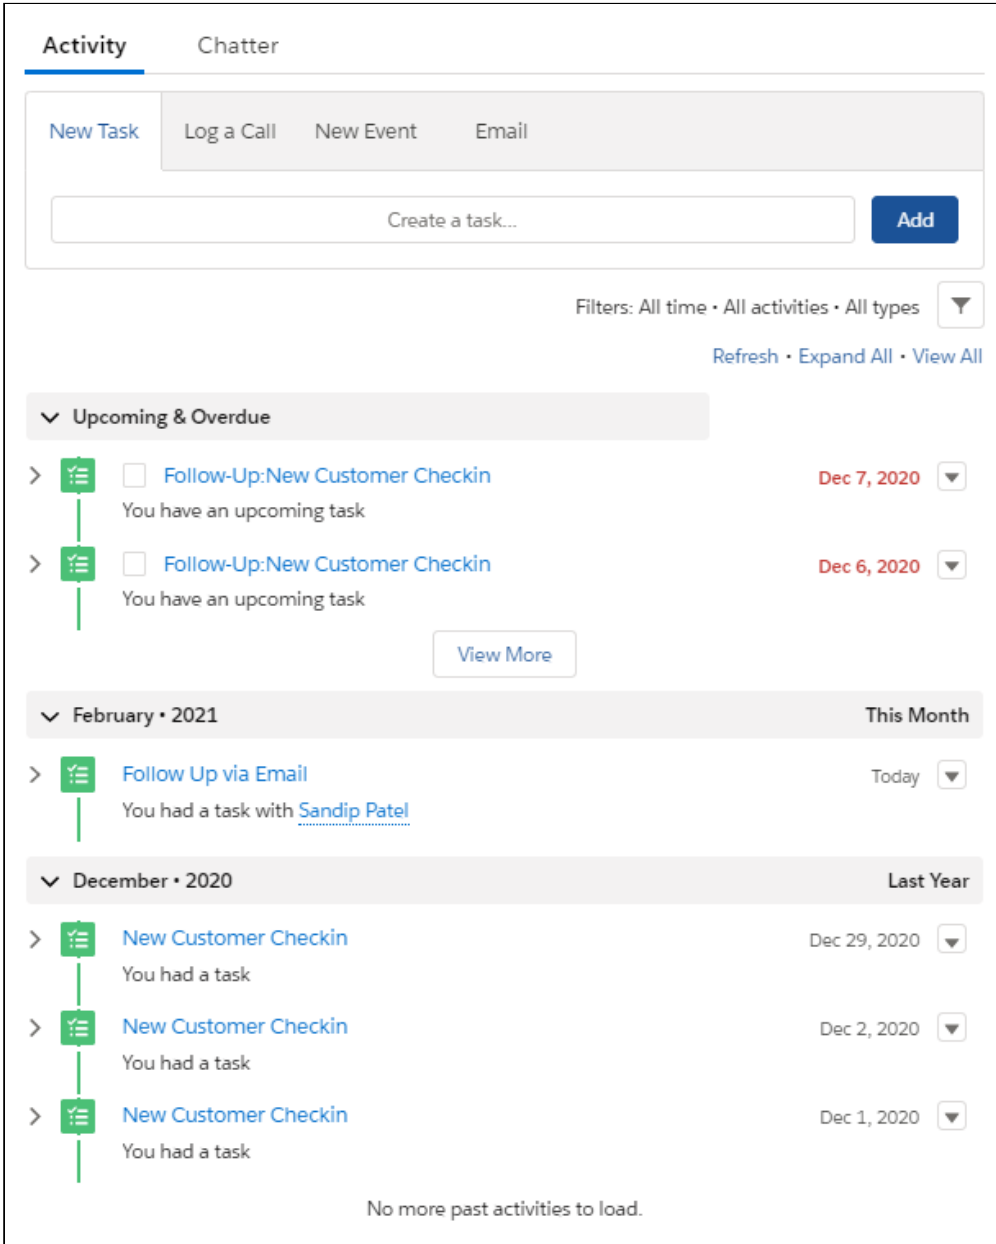 Activity Chatter
New Task Log a Call New Event Email
Create a task... Add
Filters: All time • All activities • All types
Refresh • Expand All • View All
Upcoming & Overdue
Follow-Up:New Customer Checkin Dec 7, 2020
You have an upcoming task
Follow-Up:New Customer Checkin Dec 6, 2020
You have an upcoming task
View More
February • 2021 This Month
Follow Up via Email Today
You had a task with Sandip Patel
December • 2020 Last Year
New Customer Checkin Dec 29, 2020
You had a task
New Customer Checkin Dec 2, 2020
You had a task
New Customer Checkin Dec 1, 2020
You had a task
No more past activities to load.